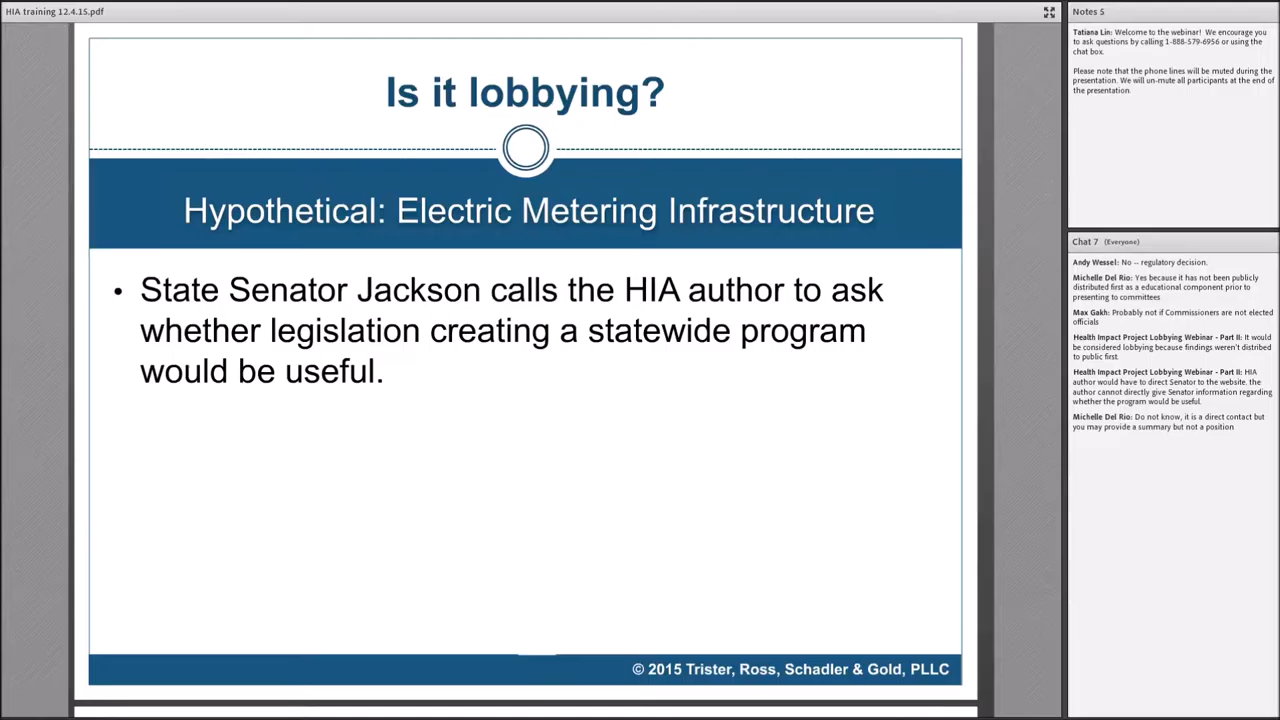 HIA training 12.4.15.pdf
Is it lobbying?
Hypothetical: Electric Metering Infrastructure
• State Senator Jackson calls the HIA author to ask
whether legislation creating a statewide program
would be useful.
© 2015 Trister, Ross, Schadler & Gold, PLLC
Notes 5
Tatiana Lin: Welcome to the webinar! We encourage you
to ask questions by calling 1-888-579-6956 or using the
chat box.
Please note that the phone lines will be muted during the
presentation. We will un-mute all participants at the end of
the presentation.
Chat 7 (Everyone)
Andy Wessel: No -- regulatory decision.
Michelle Del Rio: Yes because it has not been publicly
distributed first as a educational component prior to
presenting to committees
Max Gakh: Probably not if Commissioners are not elected
officials
Health Impact Project Lobbying Webinar - Part II: It would
be considered lobbying because findings weren't distribed
to public first.
Health Impact Project Lobbying Webinar - Part II: HIA
author would have to direct Senator to the website, the
author cannot directly give Senator information regarding
whether the program would be useful.
Michelle Del Rio: Do not know, it is a direct contact but
you may provide a summary but not a position